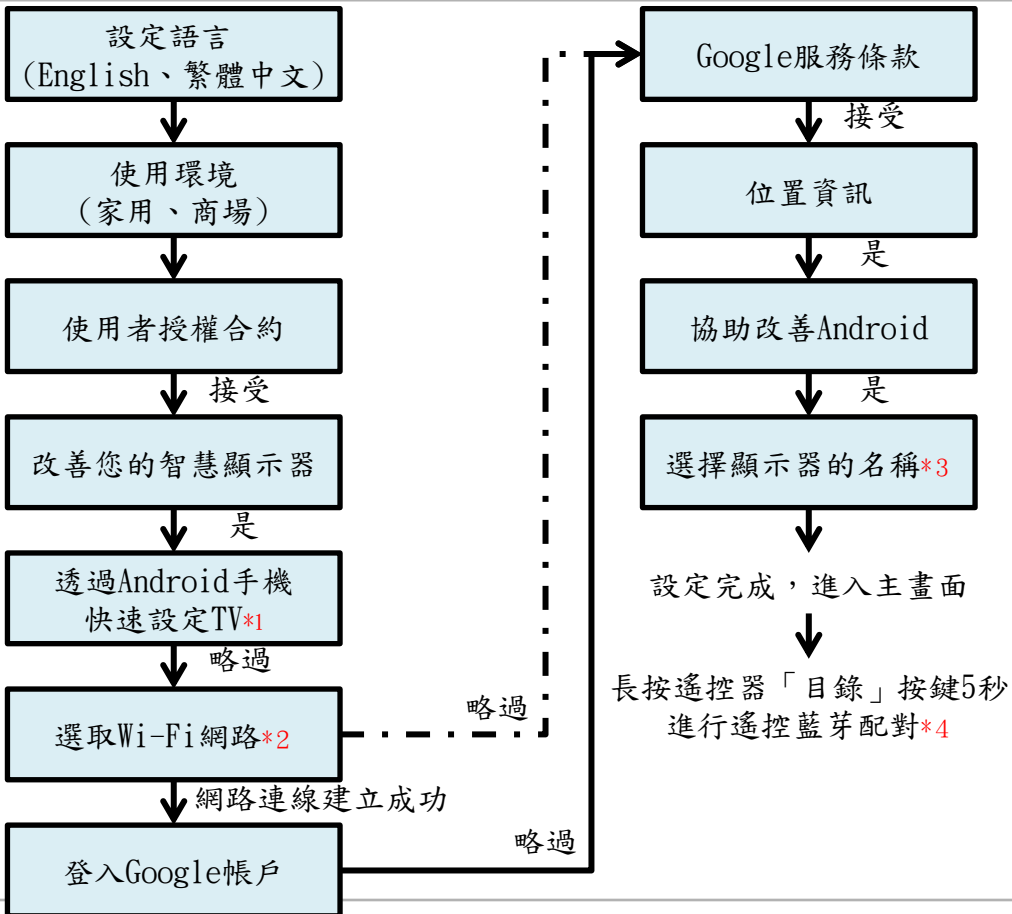 設定語言
(English、繁體中文)
使用環境
(家用、商場)
使用者授權合約
接受
改善您的智慧顯示器
是
透過Android手機
快速設定TV*1
略過
選取Wi-Fi網路*2
略過
網路連線建立成功
登入Google帳戶
略過
Google服務條款
接受
位置資訊
是
協助改善Android
是
選擇顯示器的名稱*3
設定完成，進入主畫面
長按遙控器「目錄」按鍵5秒
進行遙控藍芽配對*4